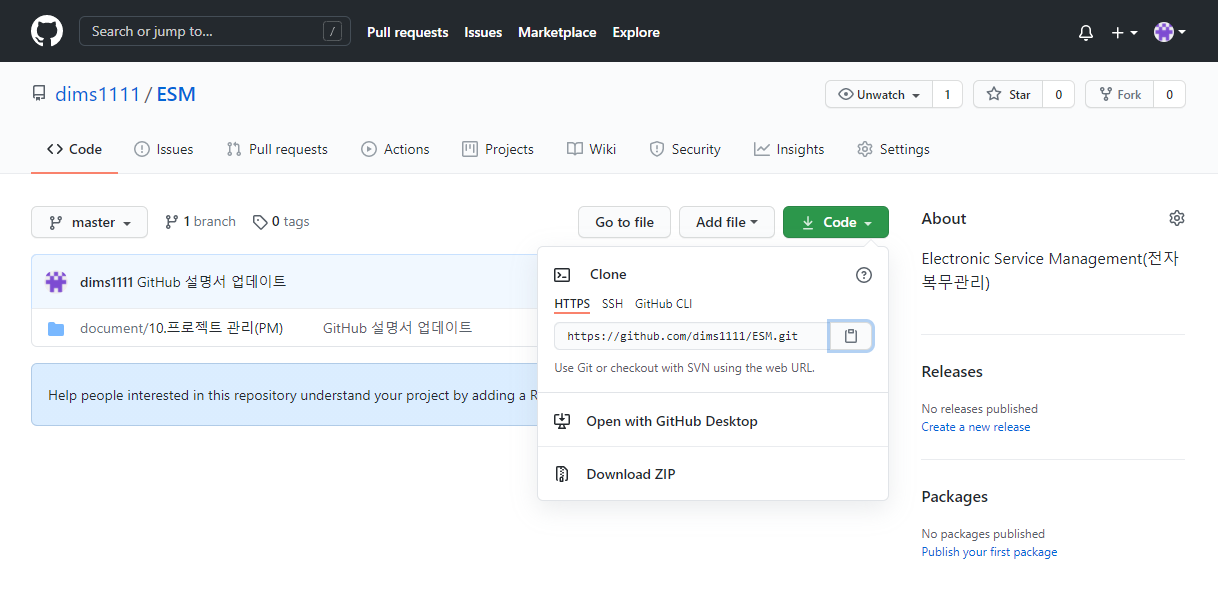 Search or jump to... /
Pull requests Issues Marketplace Explore
dims1111 / ESM
Unwatch 1 Star 0 Fork 0
Code Issues Pull requests Actions Projects Wiki Security Insights Settings
master 1 branch 0 tags Go to file Add file Code
dims1111 GitHub 설명서 업데이트
document/10.프로젝트 관리(PM) GitHub 설명서 업데이트
Help people interested in this repository understand your project by adding a R
Clone
HTTPS SSH GitHub CLI
https://github.com/dims1111/ESM.git
Use Git or checkout with SVN using the web URL.
Open with GitHub Desktop
Download ZIP
About
Electronic Service Management(전자
복무관리)
Releases
No releases published
Create a new release
Packages
No packages published
Publish your first package